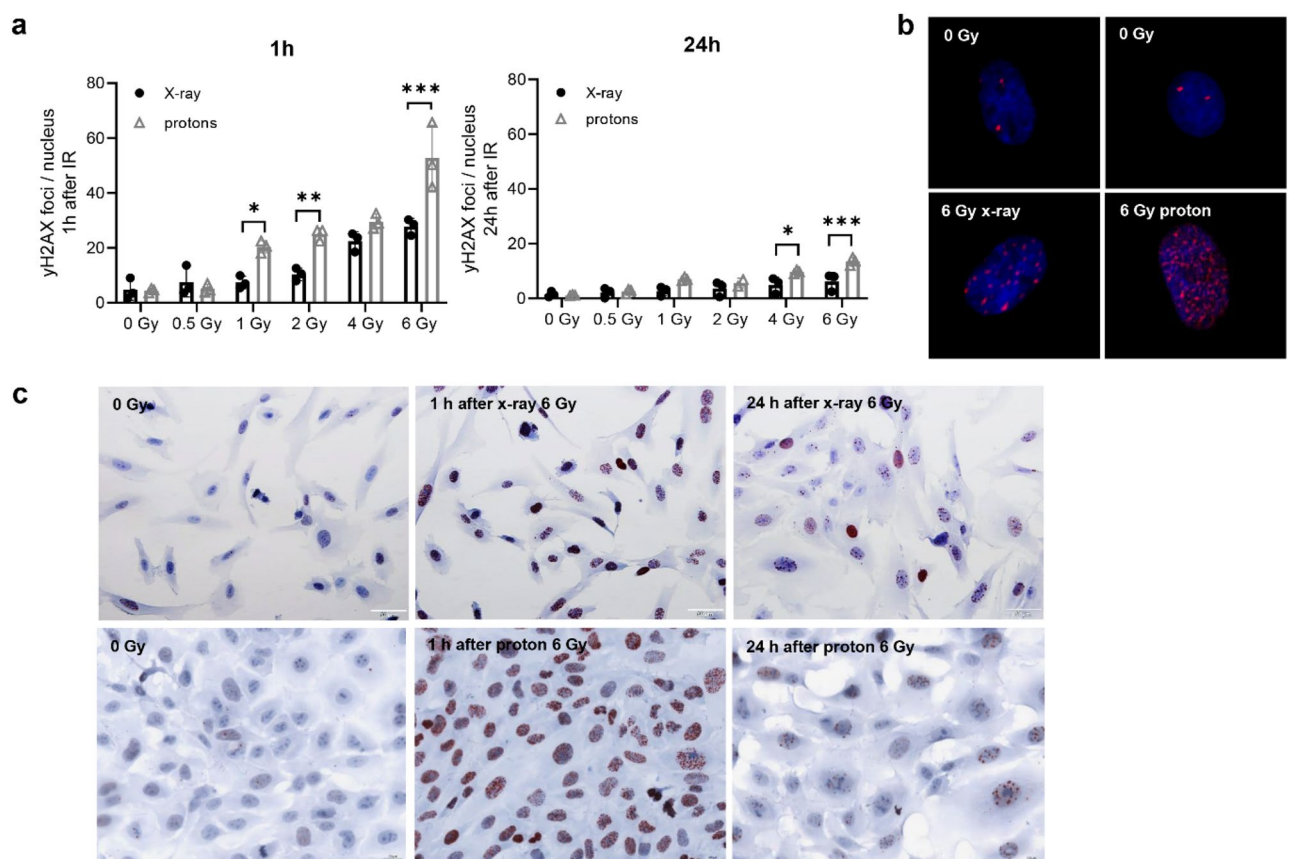 a
1h
yH2AX foci / nucleus
1h after IR
80
60
40
20
0
X-ray
protons
*
**
***
0 Gy 0.5 Gy 1 Gy 2 Gy 4 Gy 6 Gy
24h
yH2AX foci / nucleus
24h after IR
80
60
40
20
0
X-ray
protons
*
***
0 Gy 0.5 Gy 1 Gy 2 Gy 4 Gy 6 Gy
b
0 Gy
0 Gy
6 Gy x-ray
6 Gy proton
c
0 Gy
1 h after x-ray 6 Gy
24 h after x-ray 6 Gy
0 Gy
1 h after proton 6 Gy
24 h after proton 6 Gy